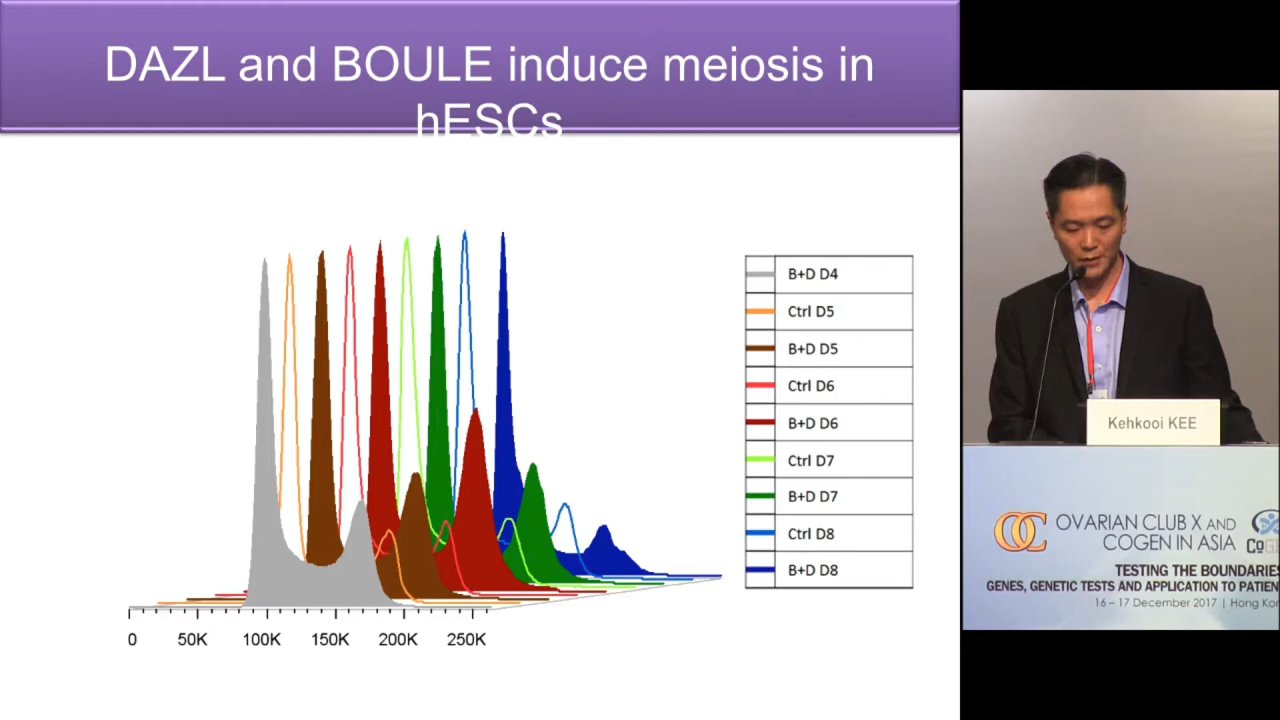 DAZL and BOULE induce meiosis in
hESCs
B+D D4
Ctrl D5
B+D D5
Ctrl D6
B+D D6
Ctrl D7
B+D D7
Ctrl D8
B+D D8
0 50K 100K 150K 200K 250K
Kehkooi KEE
OC OVARIAN CLUB X AND
COGEN IN ASIA
TESTING THE BOUNDARIES
GENES, GENETIC TESTS AND APPLICATION TO
16 – 17 December 2017 | Hong